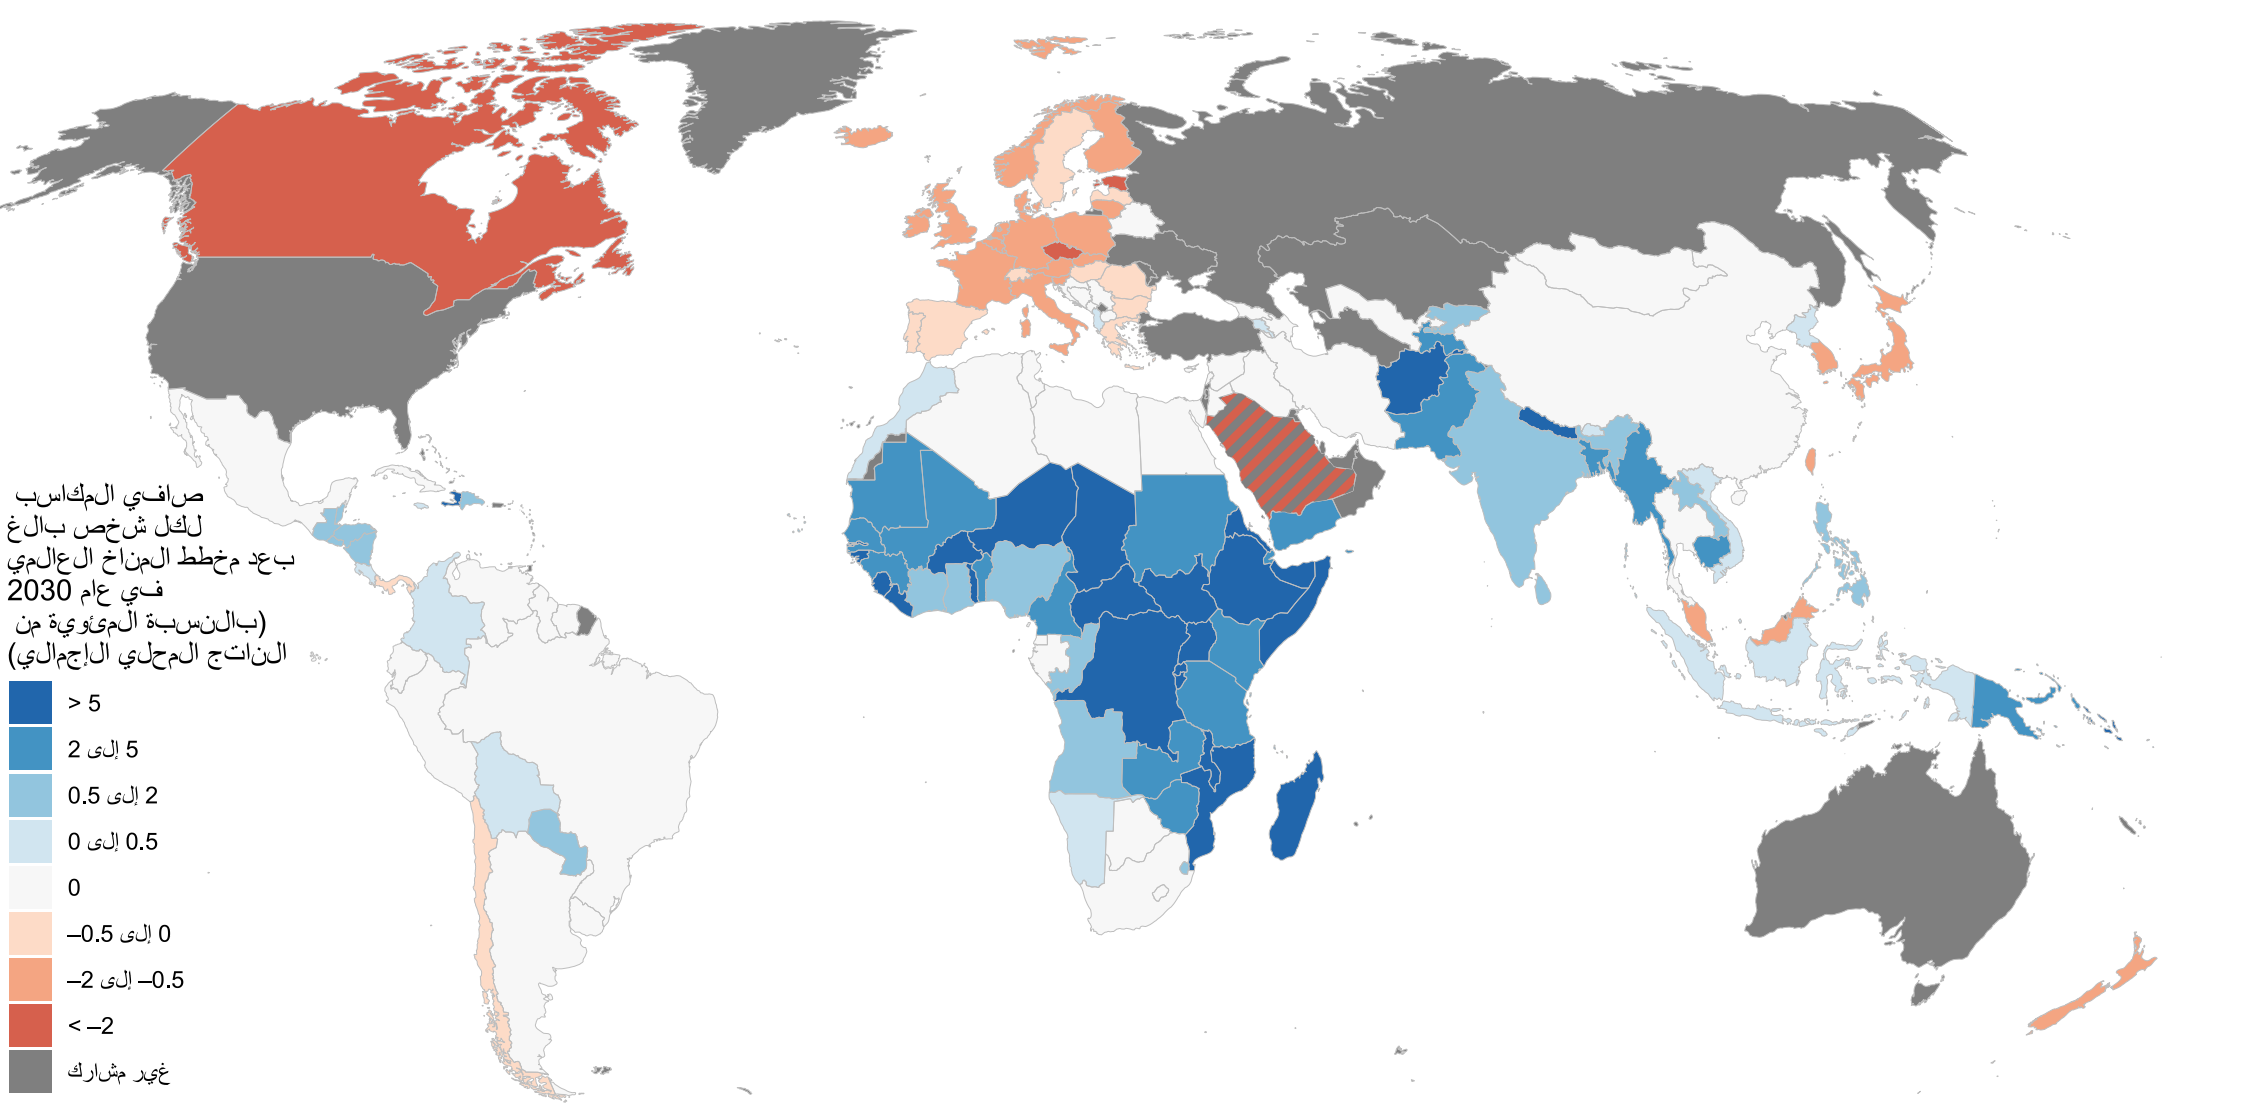 صافي المكاسب
لكل شخص بالغ
بعد مخطط المناخ العالمي
في عام 2030
(بالنسبة المئوية من
الناتج المحلي الإجمالي)
> 5
2 إلى 5
0.5 إلى 2
0 إلى 0.5
0
–0.5 إلى 0
–2 إلى –0.5
< –2
غير مشارك